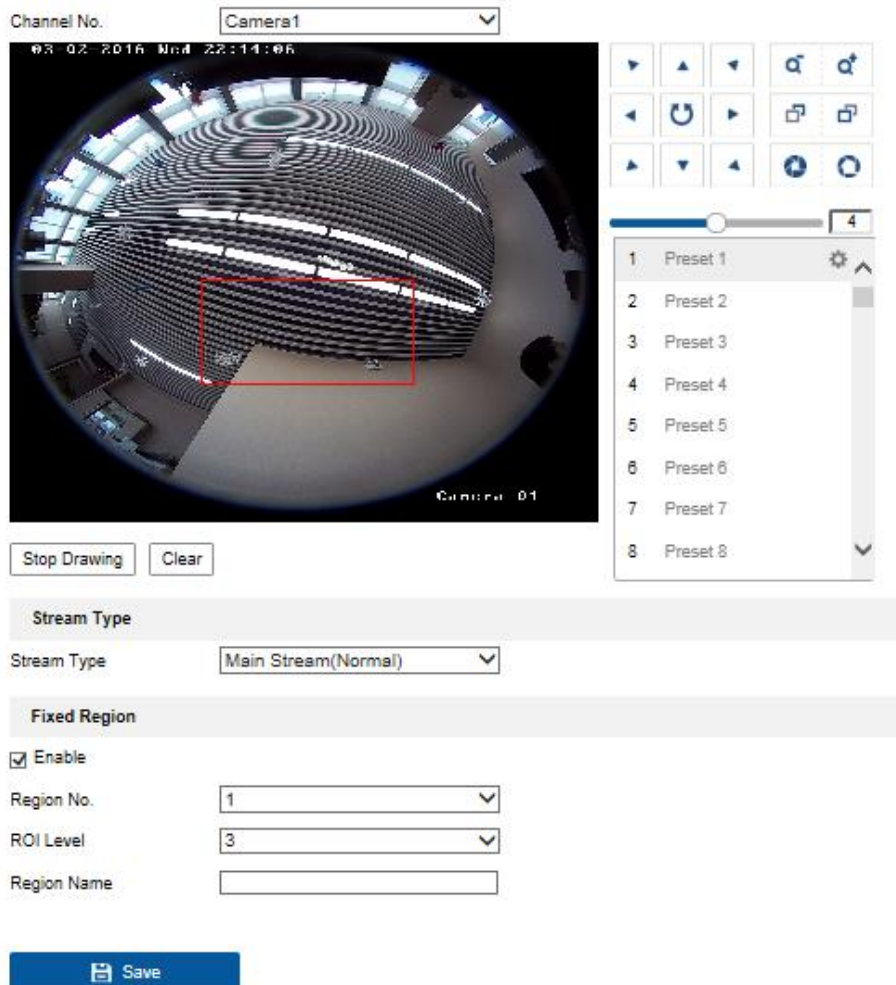 Channel No. Camera1
03-02-2016 Wed 22:14:06
4
1 Preset 1
2 Preset 2
3 Preset 3
4 Preset 4
5 Preset 5
6 Preset 6
7 Preset 7
8 Preset 8
Camera 01
Stop Drawing Clear
Stream Type
Stream Type Main Stream(Normal)
Fixed Region
Enable
Region No. 1
ROI Level 3
Region Name
Save